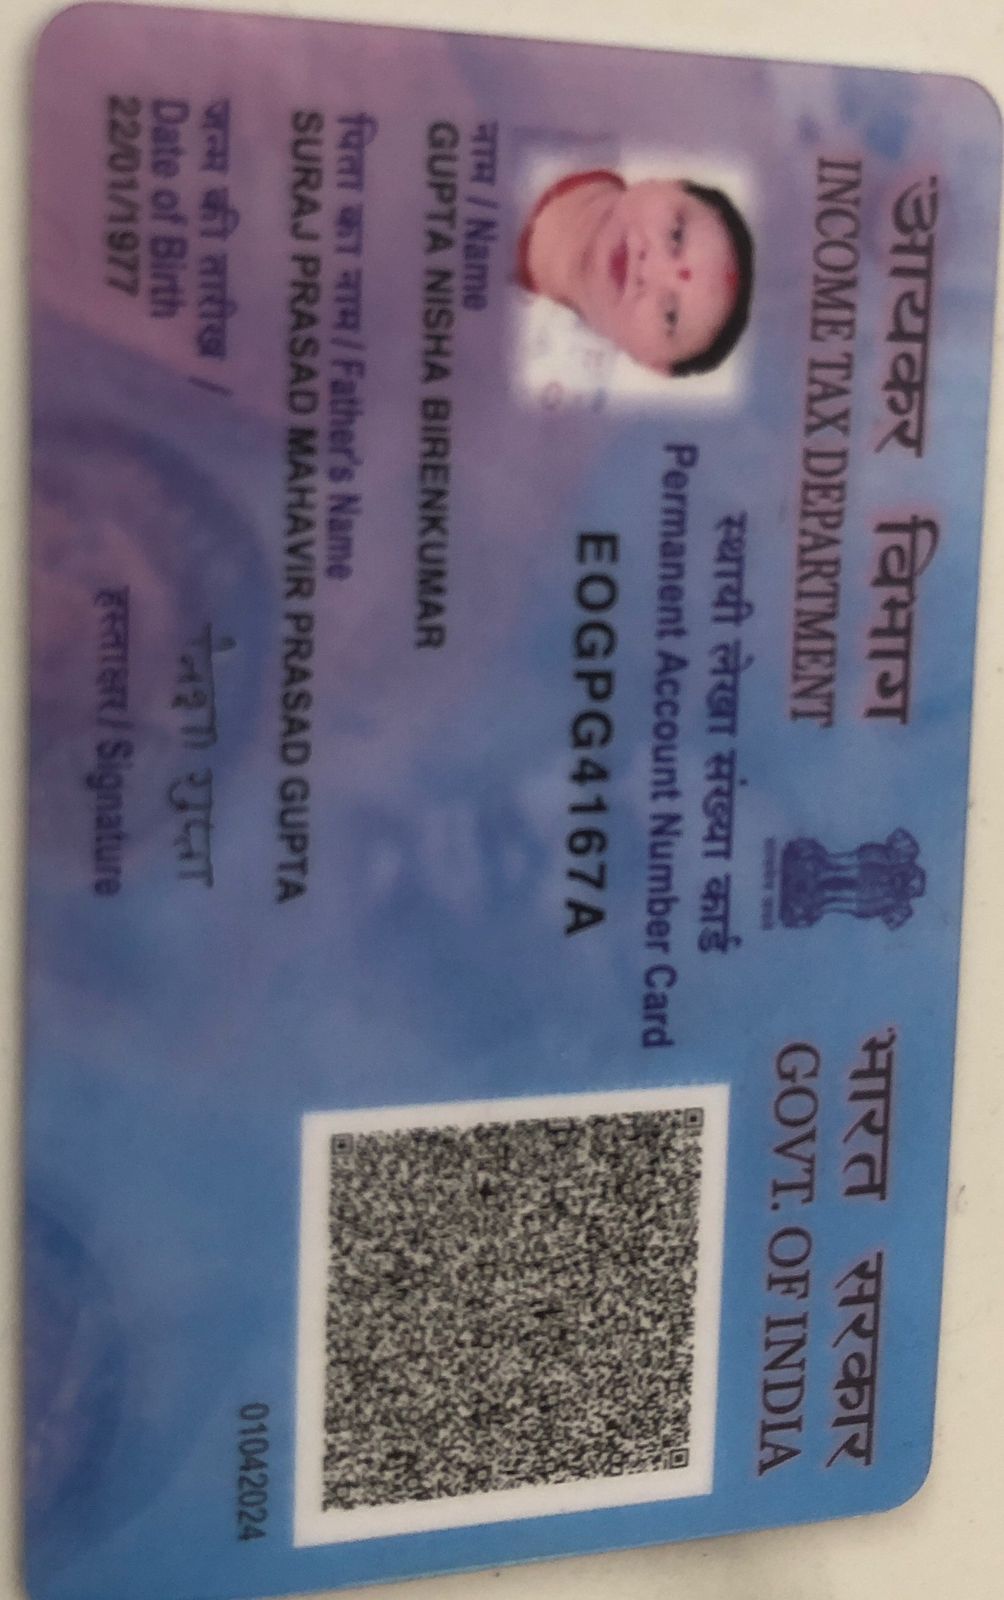 आयकर विभाग
INCOME TAX DEPARTMENT
भारत सरकार
GOVT. OF INDIA
स्थायी लेखा संख्या कार्ड
Permanent Account Number Card
EOGPG4167A
नाम / Name
GUPTA NISHA BIRENKUMAR
पिता का नाम / Father's Name
SURAJ PRASAD MAHAVIR PRASAD GUPTA
जन्म की तारीख /
Date of Birth
22/01/1977
गुप्ता
हस्ताक्षर / Signature
01042024